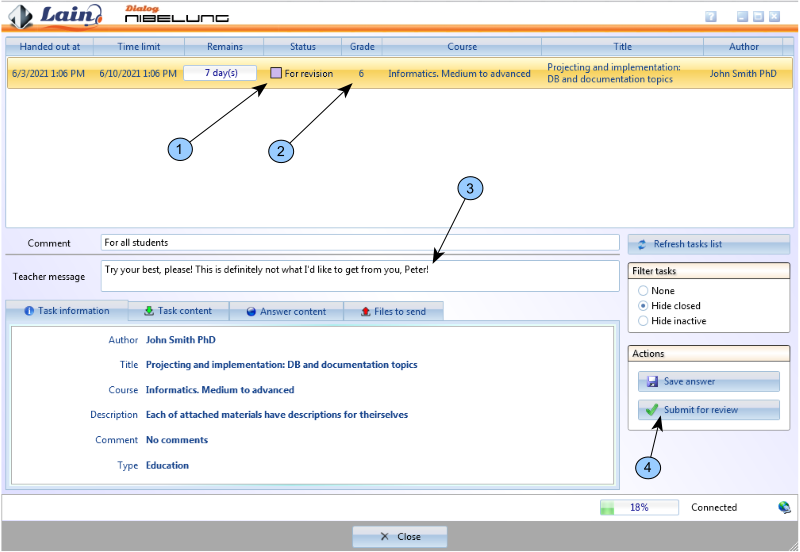 Lain Dialog
NIBELUNG
Handed out at Time limit Remains Status Grade Course Title Author
6/3/2021 1:06 PM 6/10/2021 1:06 PM 7 day(s) For revision 6 Informatics. Medium to advanced Projecting and implementation: John Smith PhD
DB and documentation topics
1
2
3
Comment For all students
Refresh tasks list
Teacher message Try your best, please! This is definitely not what I'd like to get from you, Peter!
Filter tasks
None
Hide closed
Hide inactive
Task information Task content Answer content Files to send
Author John Smith PhD
Title Projecting and implementation: DB and documentation topics
Course Informatics. Medium to advanced
Description Each of attached materials have descriptions for theirselves
Comment No comments
Type Education
Actions
Save answer
Submit for review
4
18% Connected
Close